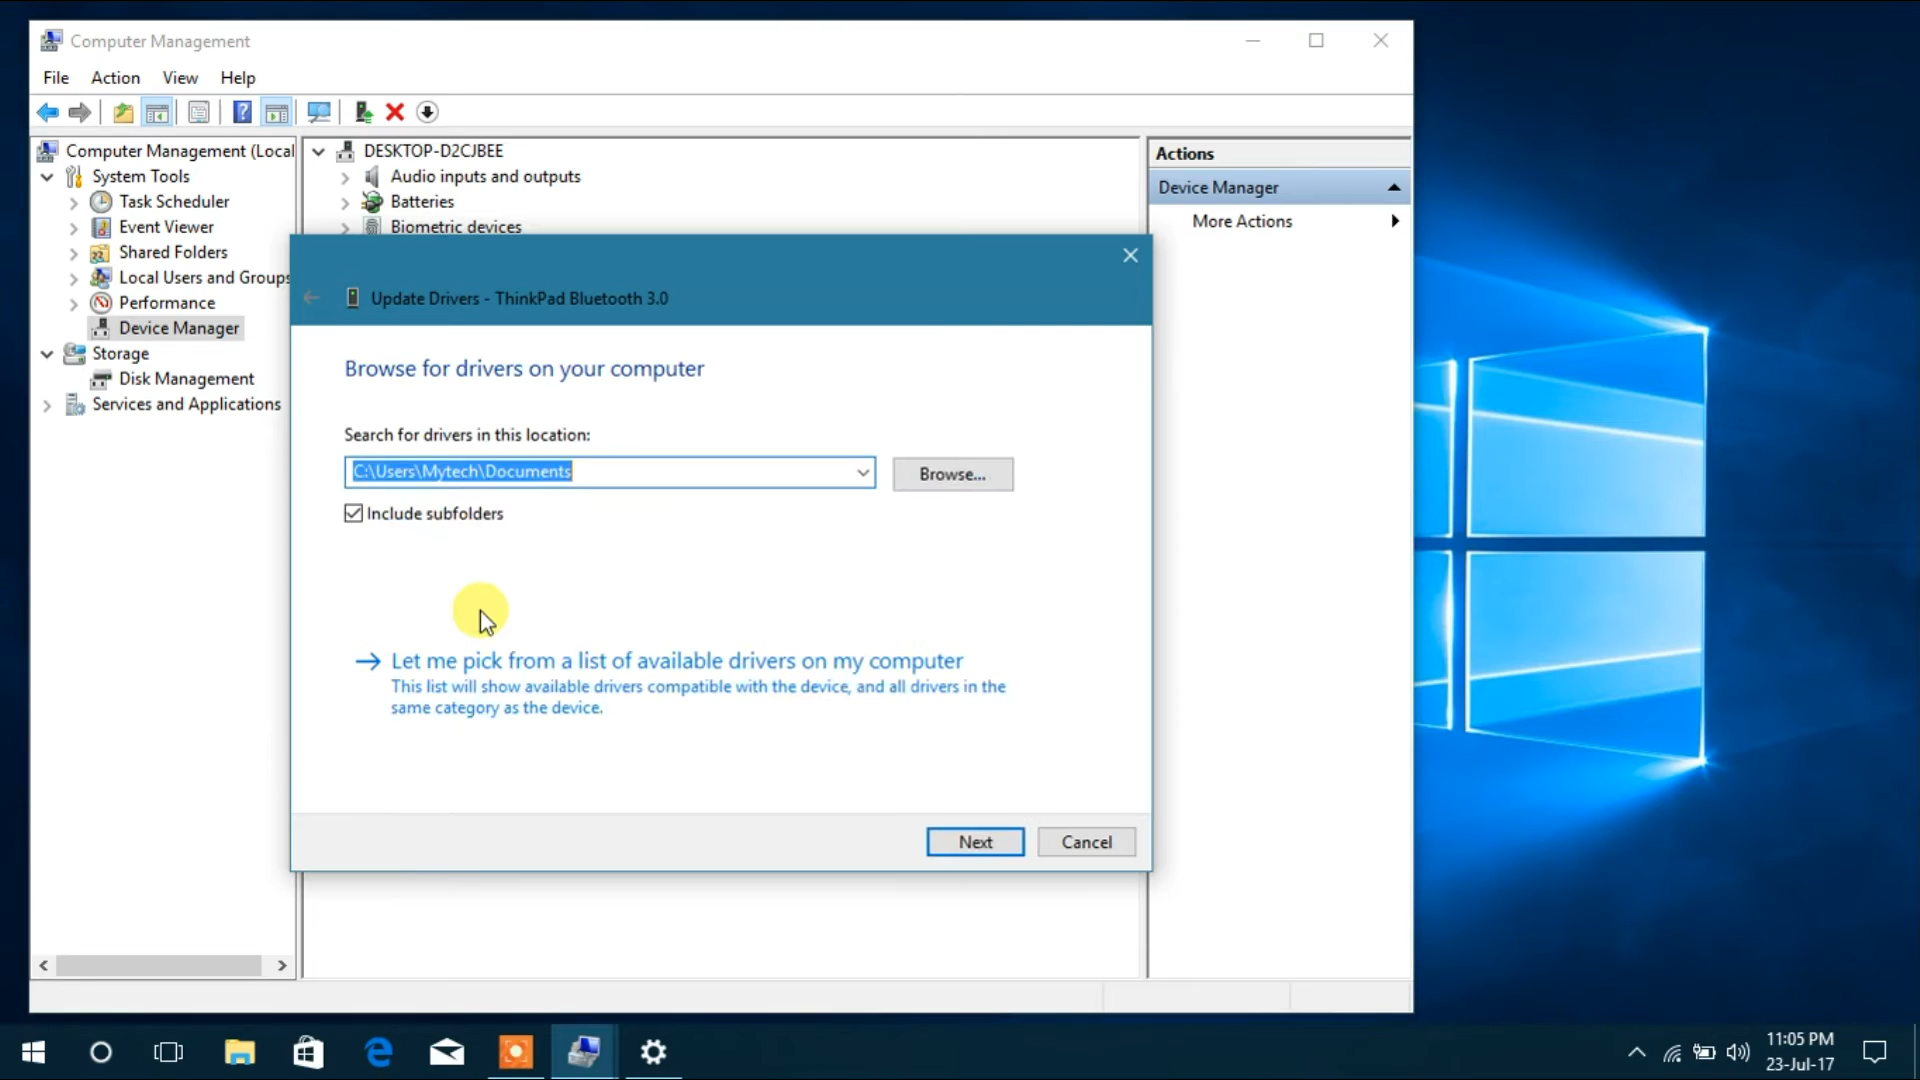 Computer Management
File Action View Help
Computer Management (Local
System Tools
Task Scheduler
Event Viewer
Shared Folders
Local Users and Groups
Performance
Device Manager
Storage
Disk Management
Services and Applications
DESKTOP-D2CJBEE
Audio inputs and outputs
Batteries
Biometric devices
Actions
Device Manager
More Actions
Update Drivers - ThinkPad Bluetooth 3.0
Browse for drivers on your computer
Search for drivers in this location:
C:\Users\Mytech\Documents
Browse...
Include subfolders
Let me pick from a list of available drivers on my computer
This list will show available drivers compatible with the device, and all drivers in the
same category as the device.
Next Cancel
11:05 PM
23-Jul-17